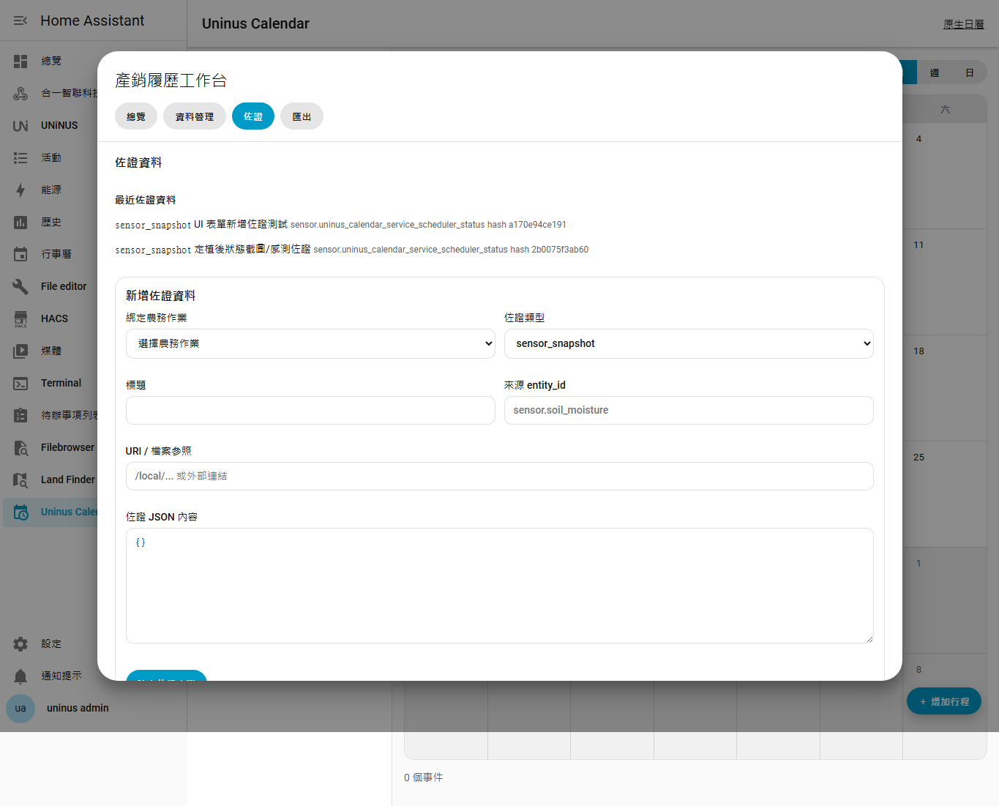 Home Assistant
Uninus Calendar
原生日曆
總覽
合一智聯科技
UNiNUS
活動
能源
歷史
行事曆
File editor
HACS
媒體
Terminal
待辦事項列表
Filebrowser
Land Finder
Uninus Calen
設定
通知提示
ua
uninus admin
週 日
六
4
11
18
25
1
8
產銷履歷工作台
總覽 資料管理 佐證 匯出
佐證資料
最近佐證資料
sensor_snapshot UI 表單新增佐證測試 sensor.uninus_calendar_service_scheduler_status hash a170e94ce191
sensor_snapshot 定植後狀態截圖/感測佐證 sensor.uninus_calendar_service_scheduler_status hash 2b0075f3ab60
新增佐證資料
綁定農務作業 佐證類型
選擇農務作業 sensor_snapshot
標題 來源 entity_id
sensor.soil_moisture
URI / 檔案參照
/local/... 或外部連結
佐證 JSON 內容
{}
+ 增加行程
0 個事件